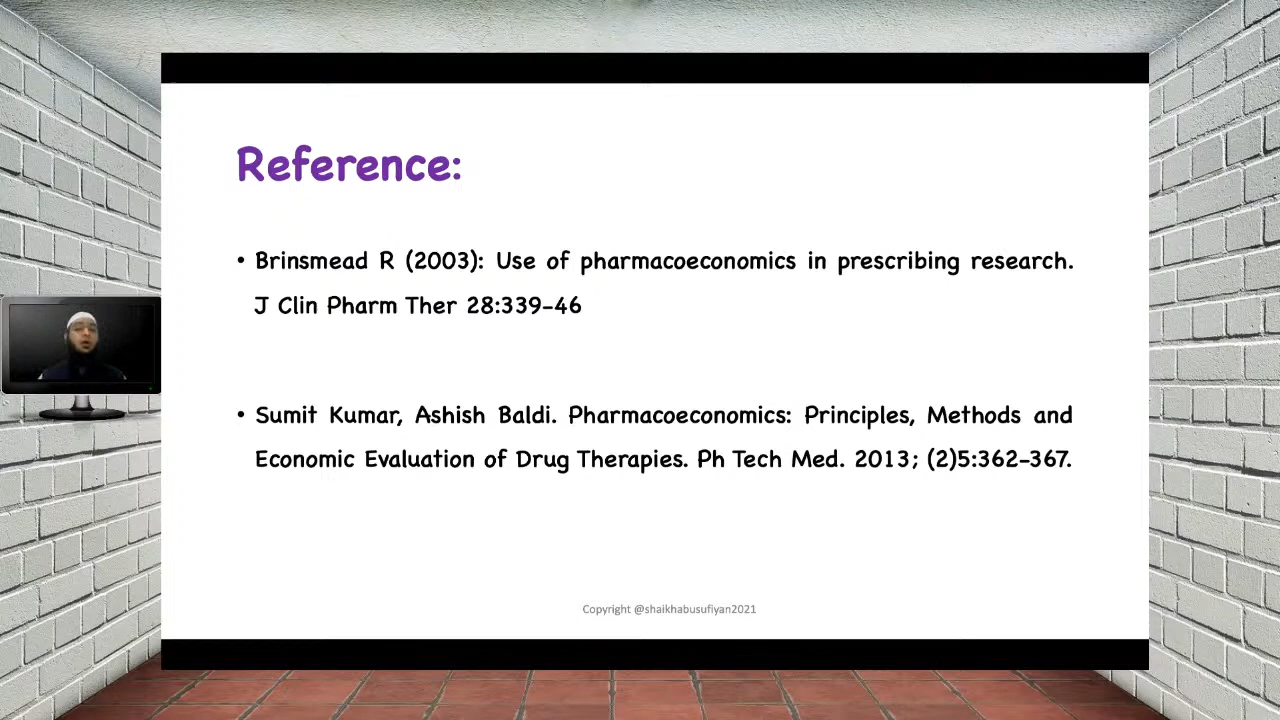 Reference:
• Brinsmead R (2003): Use of pharmacoeconomics in prescribing research.
J Clin Pharm Ther 28:339-46
• Sumit Kumar, Ashish Baldi. Pharmacoeconomics: Principles, Methods and
Economic Evaluation of Drug Therapies. Ph Tech Med. 2013; (2)5:362-367.
Copyright @shaikhabusufiyan2021